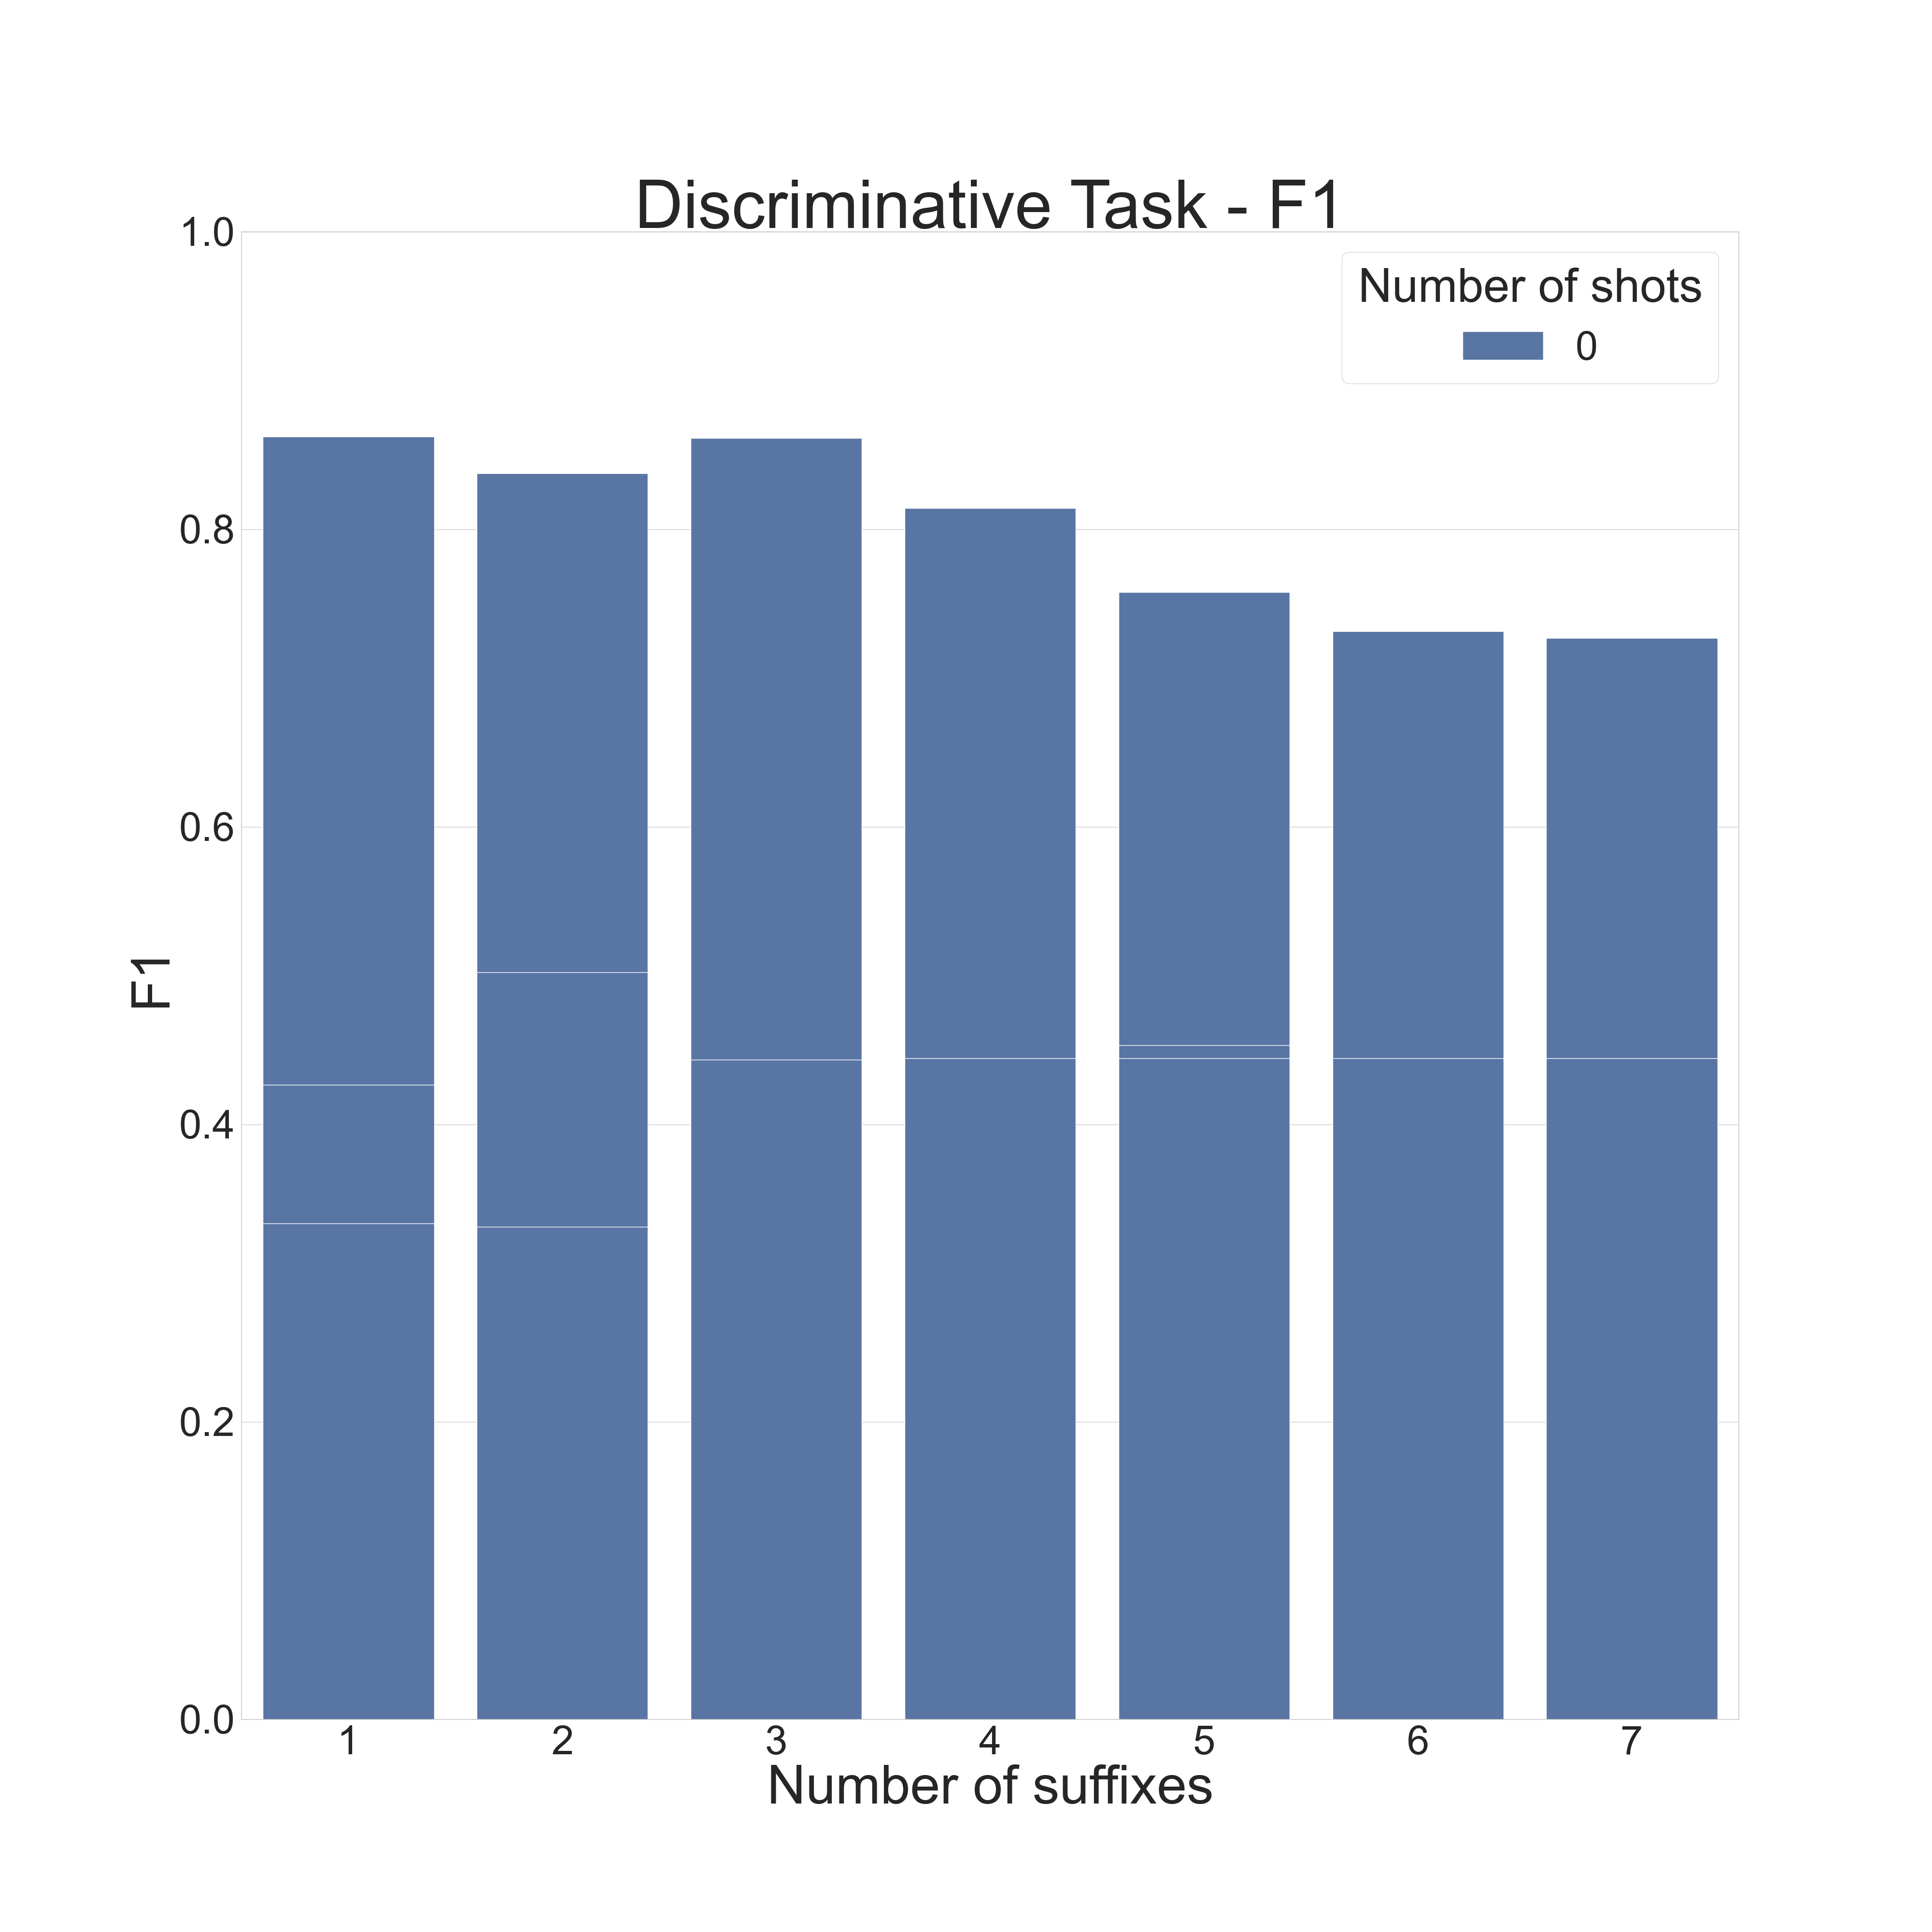 Discriminative Task - F1
Number of shots
0
1.0
0.8
0.6
0.4
0.2
0.0
F1
1 2 3 4 5 6 7
Number of suffixes